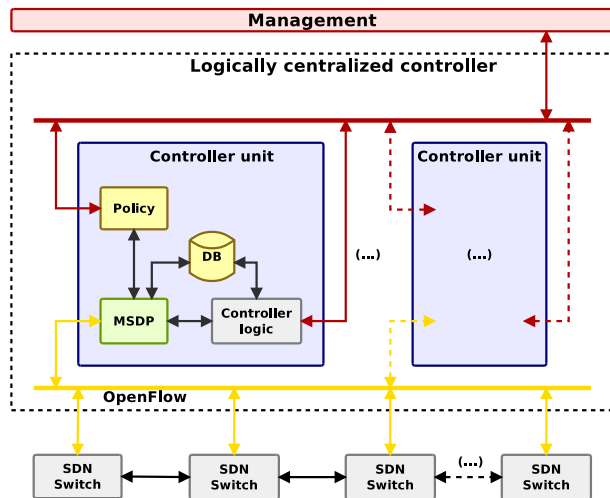 Management
Logically centralized controller
Controller unit
Controller unit
Policy
DB
(...)
(...)
MSDP
Controller
logic
OpenFlow
SDN
Switch
SDN
Switch
SDN
Switch
(...)
SDN
Switch